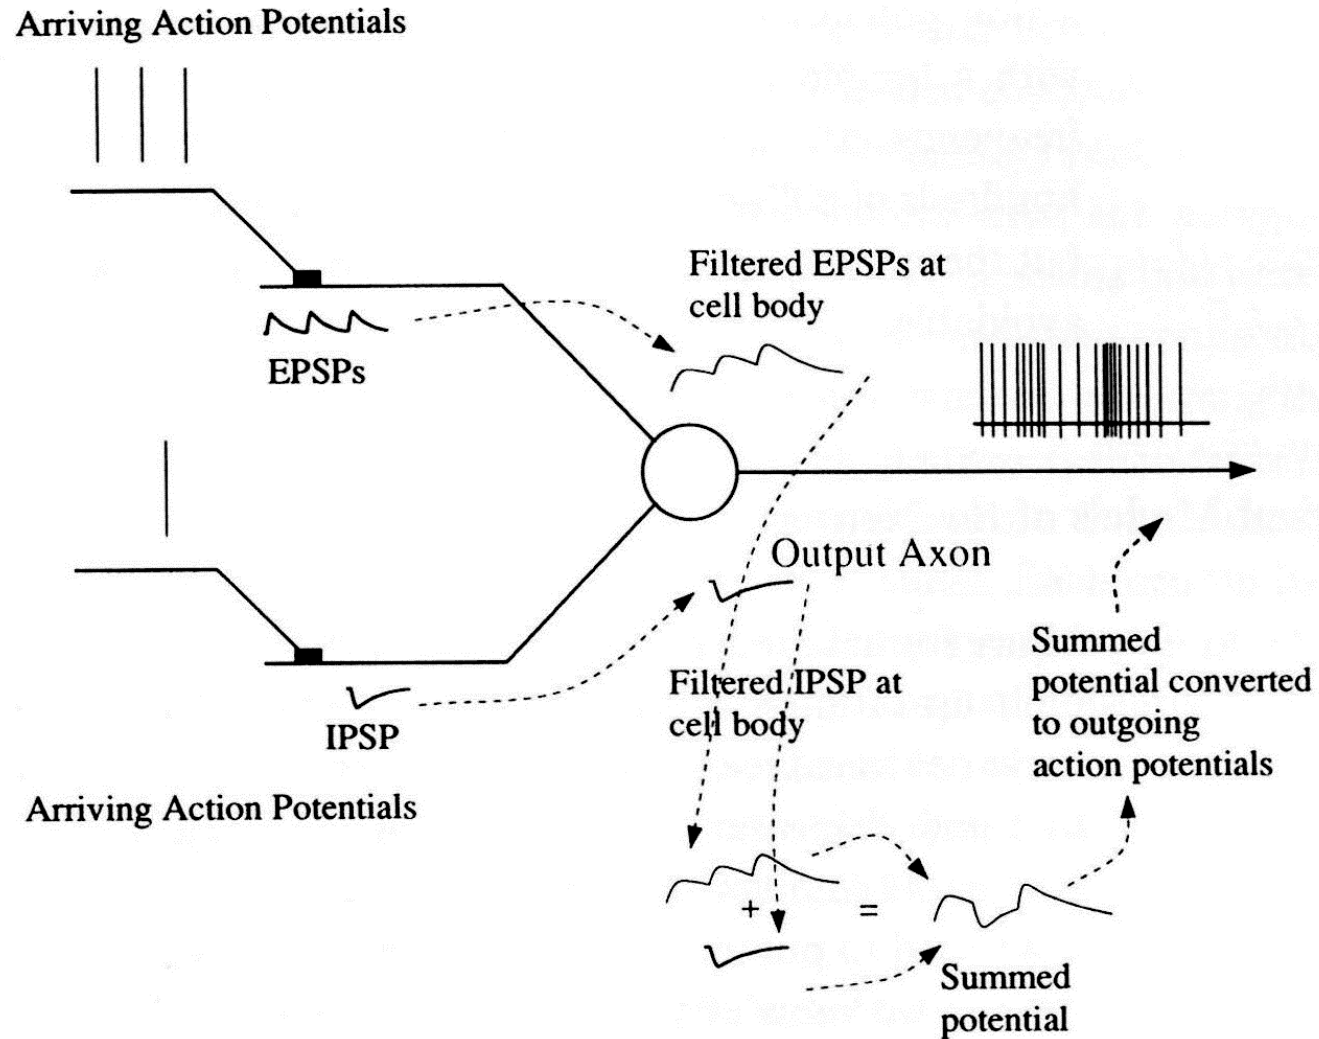 Arriving Action Potentials
Filtered EPSPs at
cell body
EPSPs
Output Axon
Filtered IPSP at
cell body
IPSP
Summed
potential converted
to outgoing
action potentials
Arriving Action Potentials
+
=
Summed
potential